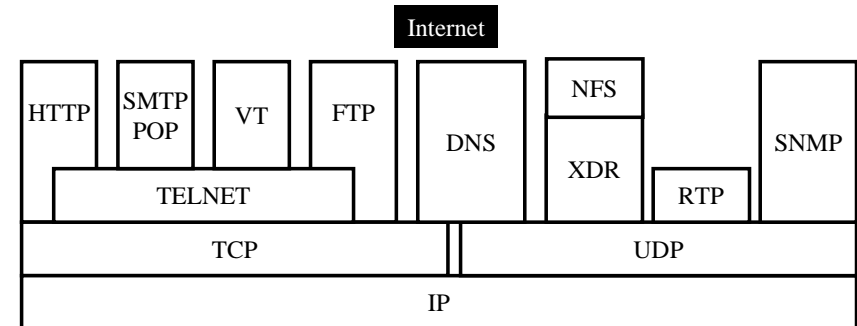 Internet
HTTP
SMTP
POP
VT
FTP
DNS
NFS
XDR
RTP
SNMP
TELNET
TCP
UDP
IP